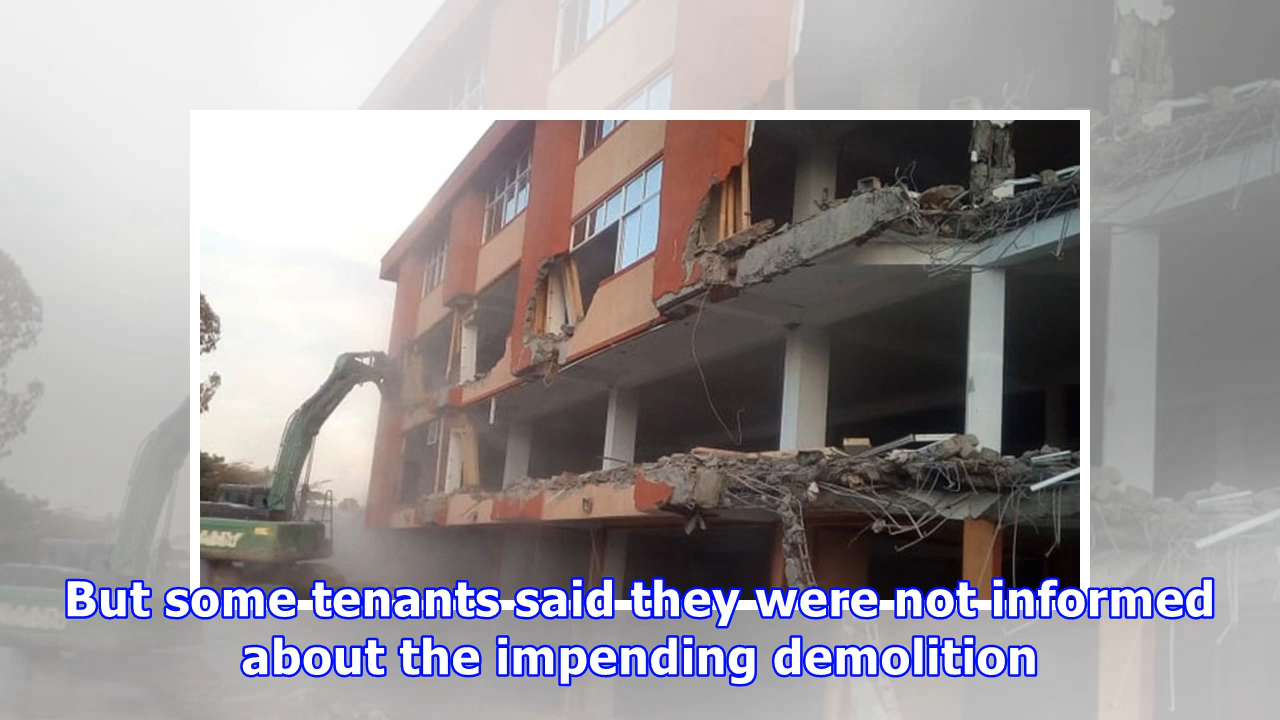 But some tenants said they were not informed
about the impending demolition